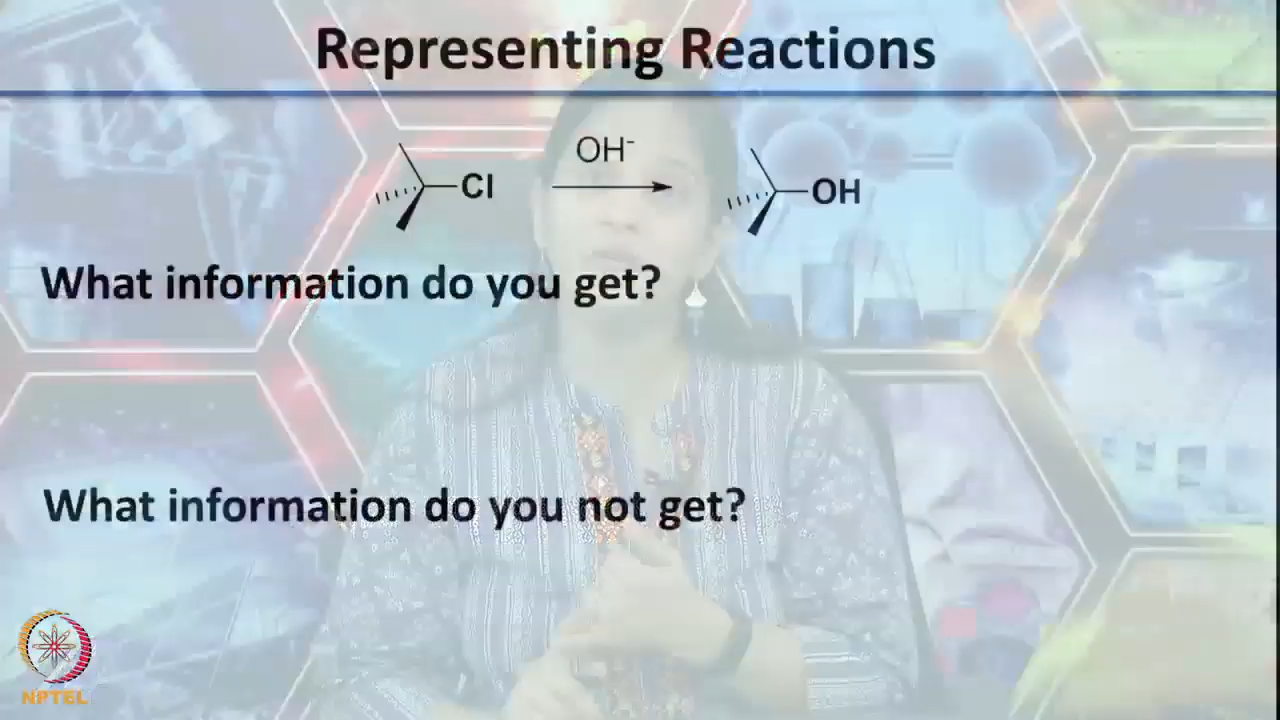 Representing Reactions
OH-
Cl
OH
What information do you get?
What information do you not get?
NPTEL